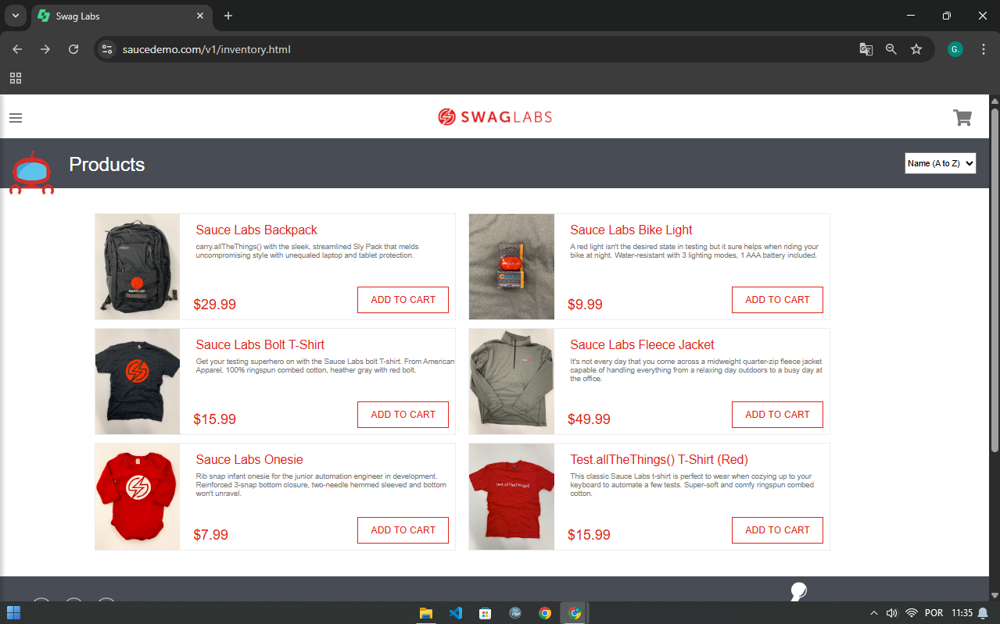 Swag Labs
saucedemo.com/v1/inventory.html
G.
SWAGLABS
Products
Name (A to Z)
Sauce Labs Backpack
carry.allTheThings() with the sleek, streamlined Sly Pack that melds
uncompromising style with unequaled laptop and tablet protection.
$29.99
ADD TO CART
Sauce Labs Bike Light
A red light isn't the desired state in testing but it sure helps when riding your
bike at night. Water-resistant with 3 lighting modes, 1 AAA battery included.
$9.99
ADD TO CART
Sauce Labs Bolt T-Shirt
Get your testing superhero on with the Sauce Labs bolt T-shirt. From American
Apparel, 100% ringspun combed cotton, heather gray with red bolt.
$15.99
ADD TO CART
Sauce Labs Fleece Jacket
It's not every day that you come across a midweight quarter-zip fleece jacket
capable of handling everything from a relaxing day outdoors to a busy day at
the office.
$49.99
ADD TO CART
Sauce Labs Onesie
Rib snap infant onesie for the junior automation engineer in development.
Reinforced 3-snap bottom closure, two-needle hemmed sleeved and bottom
won't unravel.
$7.99
ADD TO CART
Test.allTheThings() T-Shirt (Red)
This classic Sauce Labs t-shirt is perfect to wear when cozying up to your
keyboard to automate a few tests. Super-soft and comfy ringspun combed
cotton.
test.allTheThings()
$15.99
ADD TO CART
POR
11:35